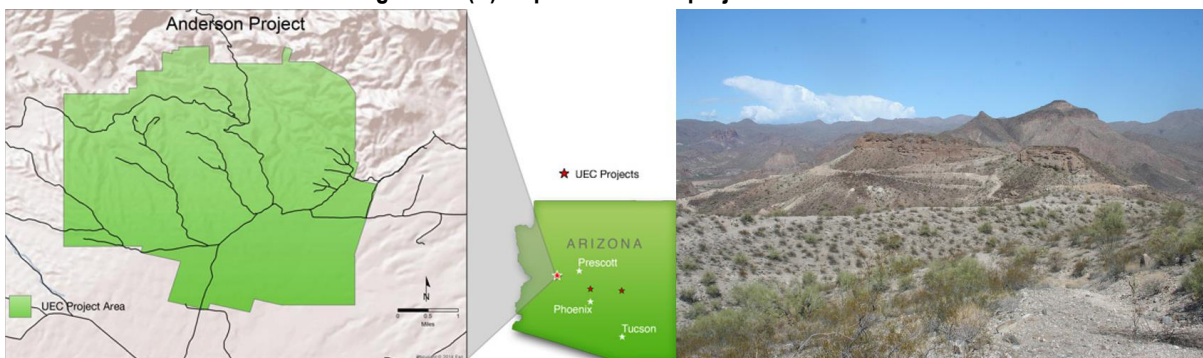 Anderson Project
UEC Project Area
N
0 0.5 1
Miles
UEC Projects
ARIZONA
Prescott
Phoenix
Tucson